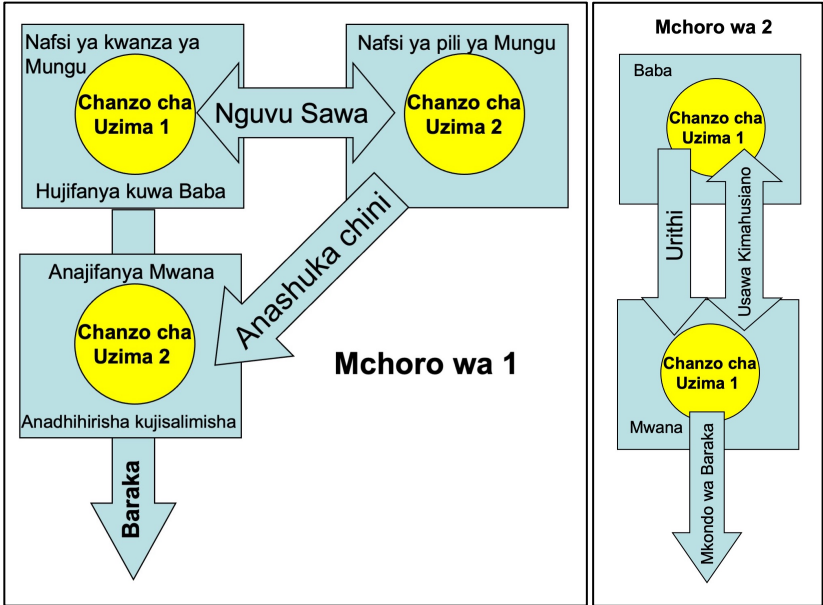 Nafsi ya kwanza ya
Mungu
Chanzo cha
Uzima 1
Hujifanya kuwa Baba
Nguvu Sawa
Nafsi ya pili ya Mungu
Chanzo cha
Uzima 2
Anashuka chini
Anajifanya Mwana
Chanzo cha
Uzima 2
Anadhihirisha kujisalimisha
Baraka
Mchoro wa 1
Mchoro wa 2
Baba
Chanzo cha
Uzima 1
Urithi
Usawa Kimahusiano
Chanzo cha
Uzima 1
Mwana
Mkondo wa Baraka